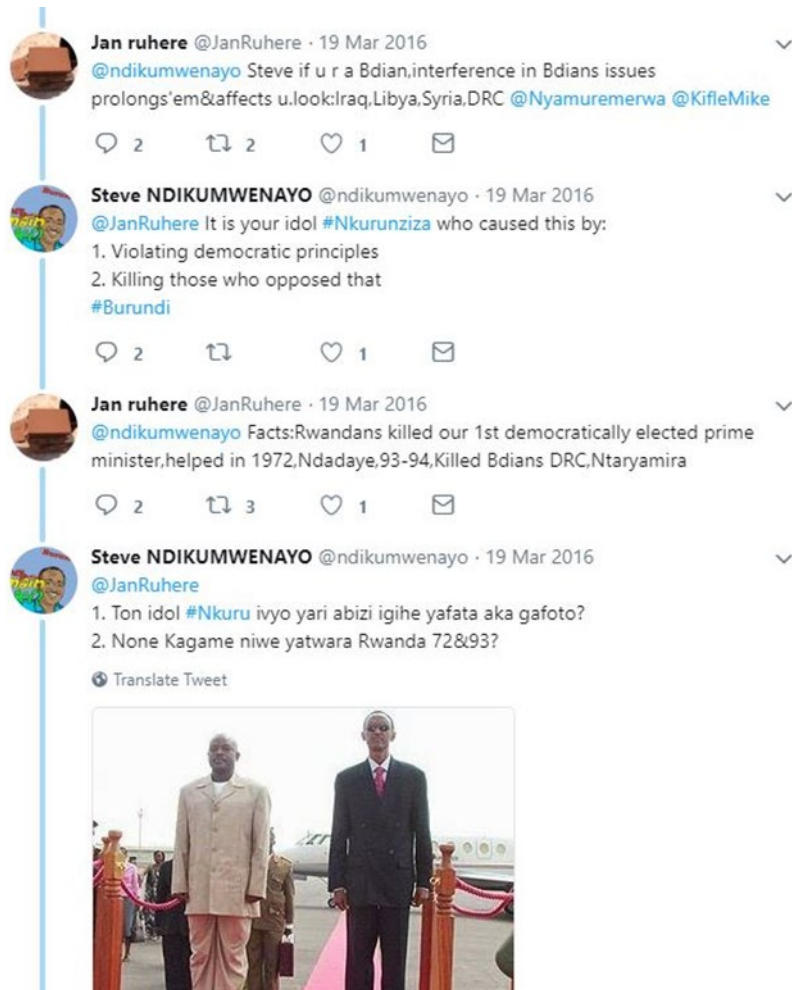 Jan ruhere @JanRuhere · 19 Mar 2016
@ndikumwenayo Steve if u r a Bdian,interference in Bdians issues
prolongs'em&affects u.look:Iraq,Libya,Syria,DRC @Nyamuremerwa @KifleMike
2 2 1
Steve NDIKUMWENAYO @ndikumwenayo · 19 Mar 2016
@JanRuhere It is your idol #Nkurunziza who caused this by:
1. Violating democratic principles
2. Killing those who opposed that
#Burundi
2 1
Jan ruhere @JanRuhere · 19 Mar 2016
@ndikumwenayo Facts:Rwandans killed our 1st democratically elected prime
minister,helped in 1972,Ndadaye,93-94,Killed Bdians DRC,Ntaryamira
2 3 1
Steve NDIKUMWENAYO @ndikumwenayo · 19 Mar 2016
@JanRuhere
1. Ton idol #Nkuru ivyo yari abizi igihe yafata aka gafoto?
2. None Kagame niwe yatwara Rwanda 72&93?
Translate Tweet